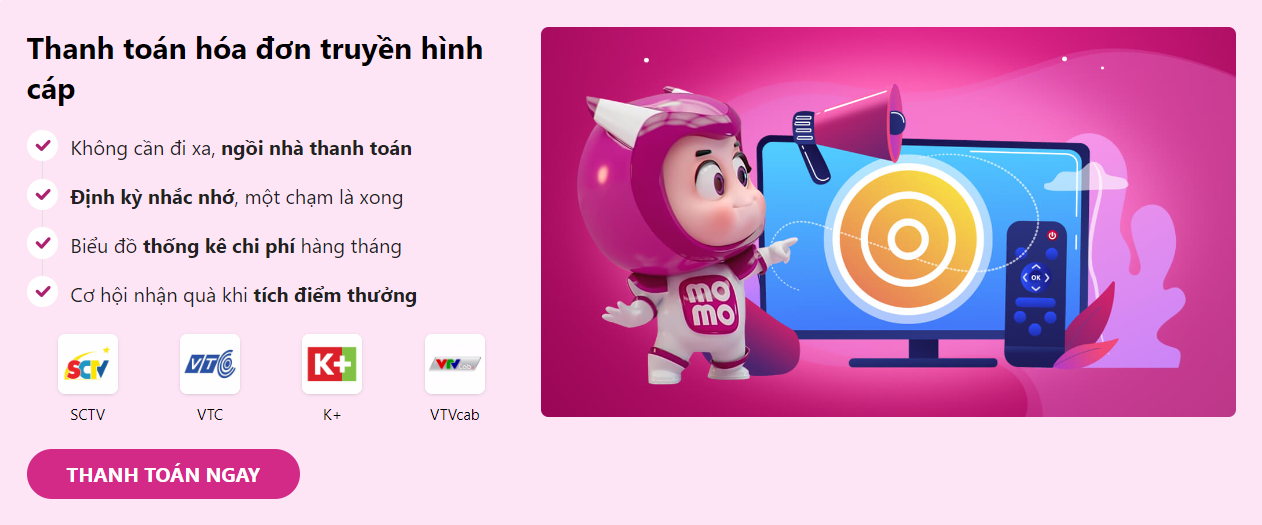 Thanh toán hóa đơn truyền hình
cáp
Không cần đi xa, ngồi nhà thanh toán
Định kỳ nhắc nhớ, một chạm là xong
Biểu đồ thống kê chi phí hàng tháng
Cơ hội nhận quà khi tích điểm thưởng
SCTV VTC K+ VTVcab
SCTV VTC K+ VTVcab
THANH TOÁN NGAY
mo
mo
OK